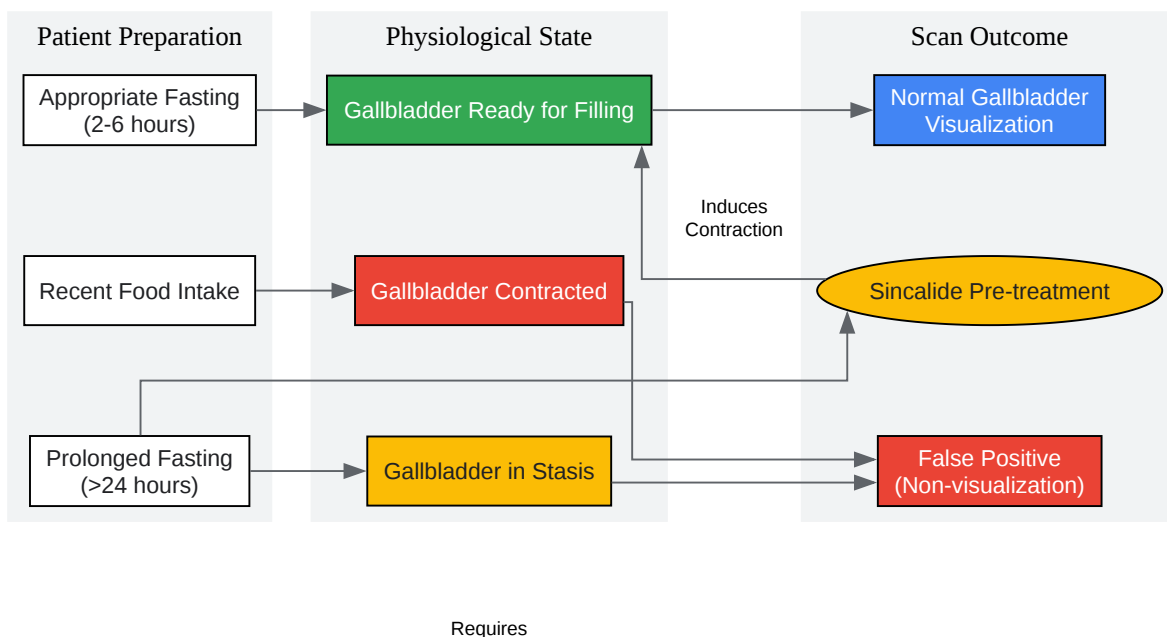 Patient Preparation
Physiological State
Scan Outcome
Appropriate Fasting
(2-6 hours)
Gallbladder Ready for Filling
Normal Gallbladder
Visualization
Induces
Contraction
Recent Food Intake
Gallbladder Contracted
Sincalide Pre-treatment
Prolonged Fasting
(>24 hours)
Gallbladder in Stasis
False Positive
(Non-visualization)
Requires